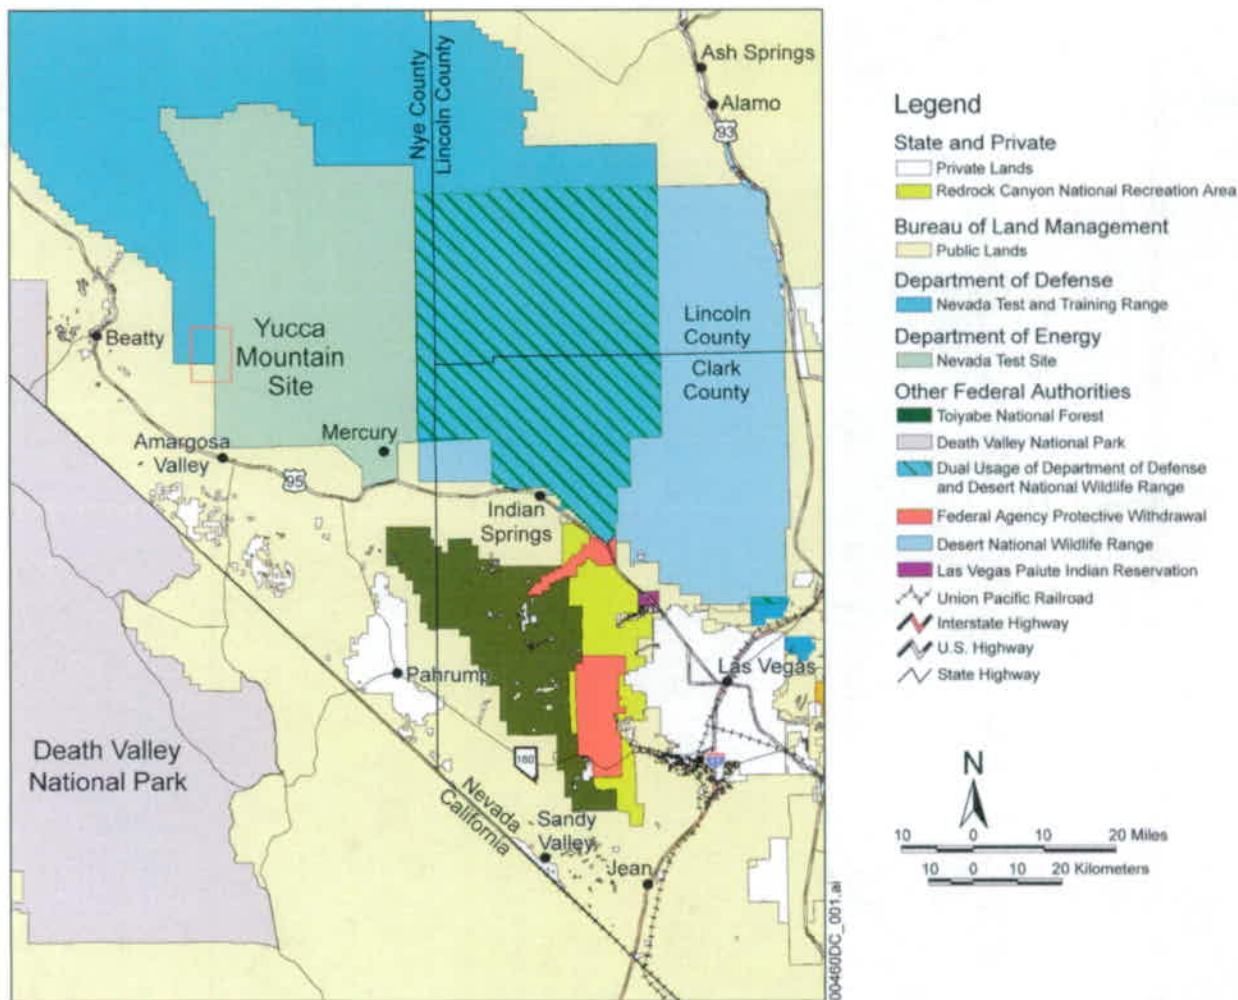 Ash Springs
Alamo
93
Nye County
Lincoln County
Beatty
Yucca
Mountain
Site
Lincoln
County
Clark
County
Mercury
Amargosa
Valley
95
Indian
Springs
Pahrump
Las Vegas
160
Death Valley
National Park
Nevada
California
Sandy
Valley
Jean
00460DC_001.ai
Legend
State and Private
Private Lands
Redrock Canyon National Recreation Area
Bureau of Land Management
Public Lands
Department of Defense
Nevada Test and Training Range
Department of Energy
Nevada Test Site
Other Federal Authorities
Toiyabe National Forest
Death Valley National Park
Dual Usage of Department of Defense
and Desert National Wildlife Range
Federal Agency Protective Withdrawal
Desert National Wildlife Range
Las Vegas Paiute Indian Reservation
Union Pacific Railroad
Interstate Highway
U.S. Highway
State Highway
N
10 0 10 20 Miles
10 0 10 20 Kilometers